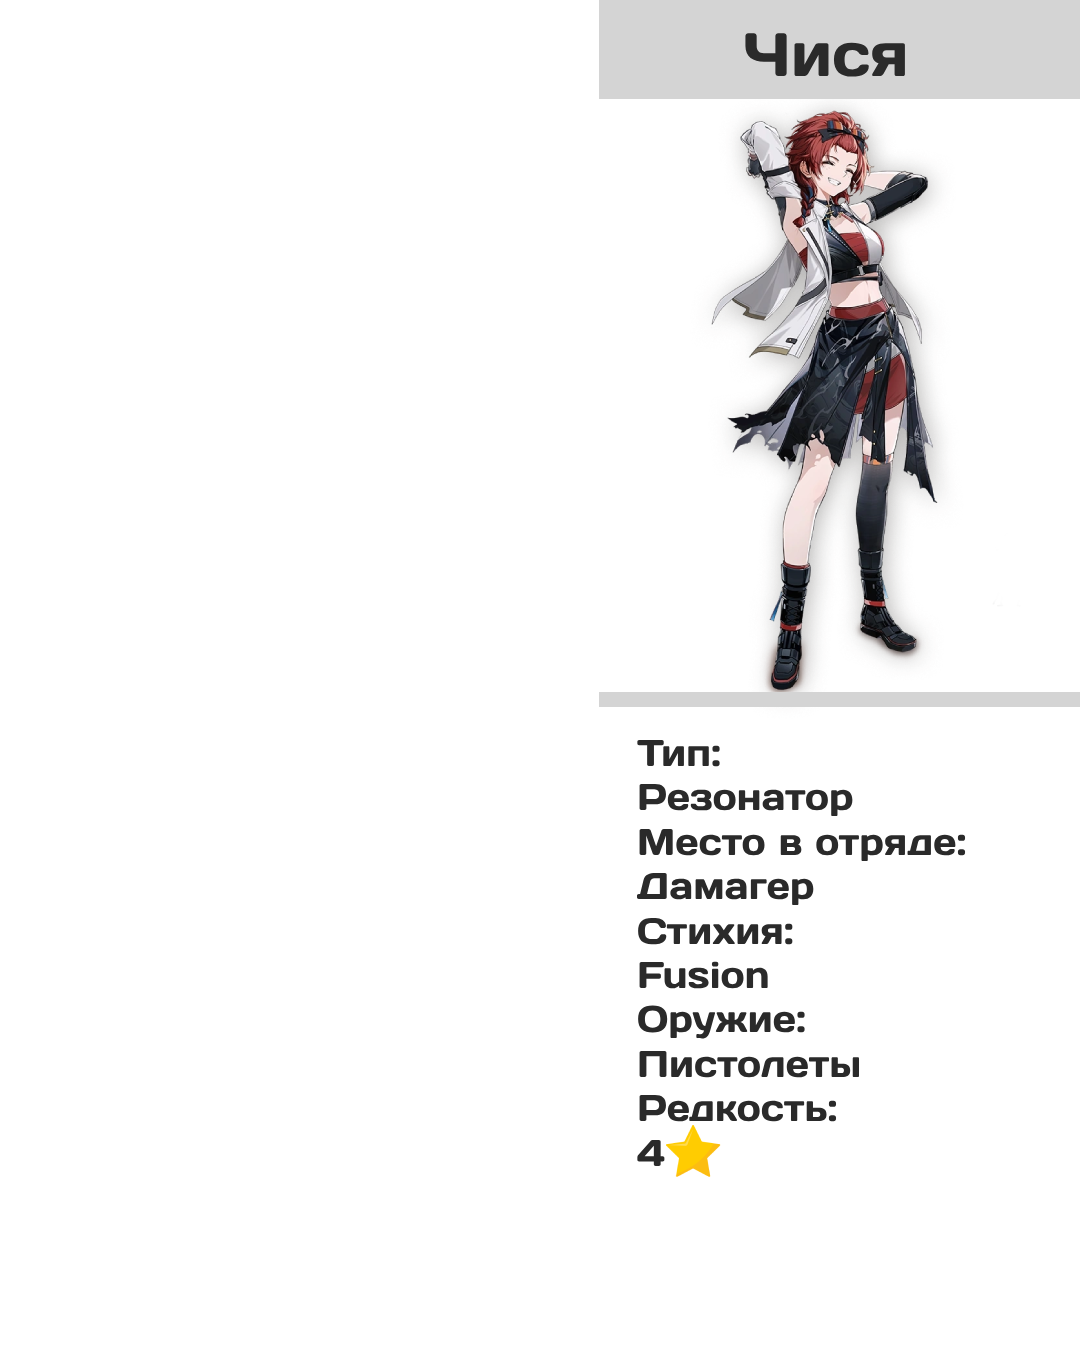 Чися
Тип:
Резонатор
Место в отряде:
Дамагер
Стихия:
Fusion
Оружие:
Пистолеты
Редкость:
4⭐